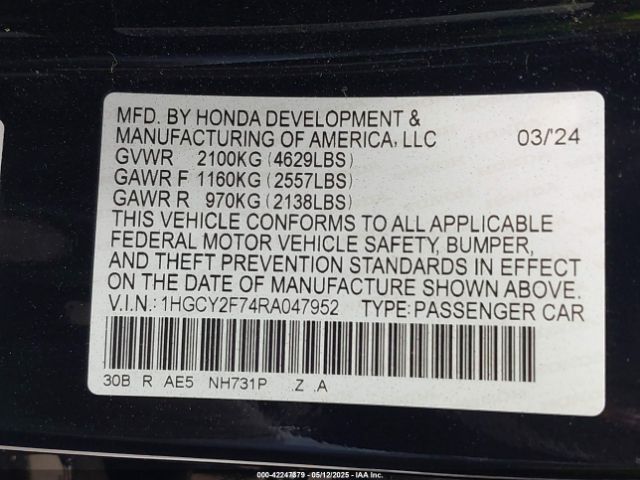 MFD. BY HONDA DEVELOPMENT &
MANUFACTURING OF AMERICA, LLC 03/'24
GVWR 2100KG (4629LBS)
GAWR F 1160KG (2557LBS)
GAWR R 970KG (2138LBS)
THIS VEHICLE CONFORMS TO ALL APPLICABLE
FEDERAL MOTOR VEHICLE SAFETY, BUMPER,
AND THEFT PREVENTION STANDARDS IN EFFECT
ON THE DATE OF MANUFACTURE SHOWN ABOVE.
V.I.N.: 1HGCY2F74RA047952 TYPE: PASSENGER CAR
30B R AE5 NH731P Z A
© 42247679 - 05/12/2025 - IAA Inc.